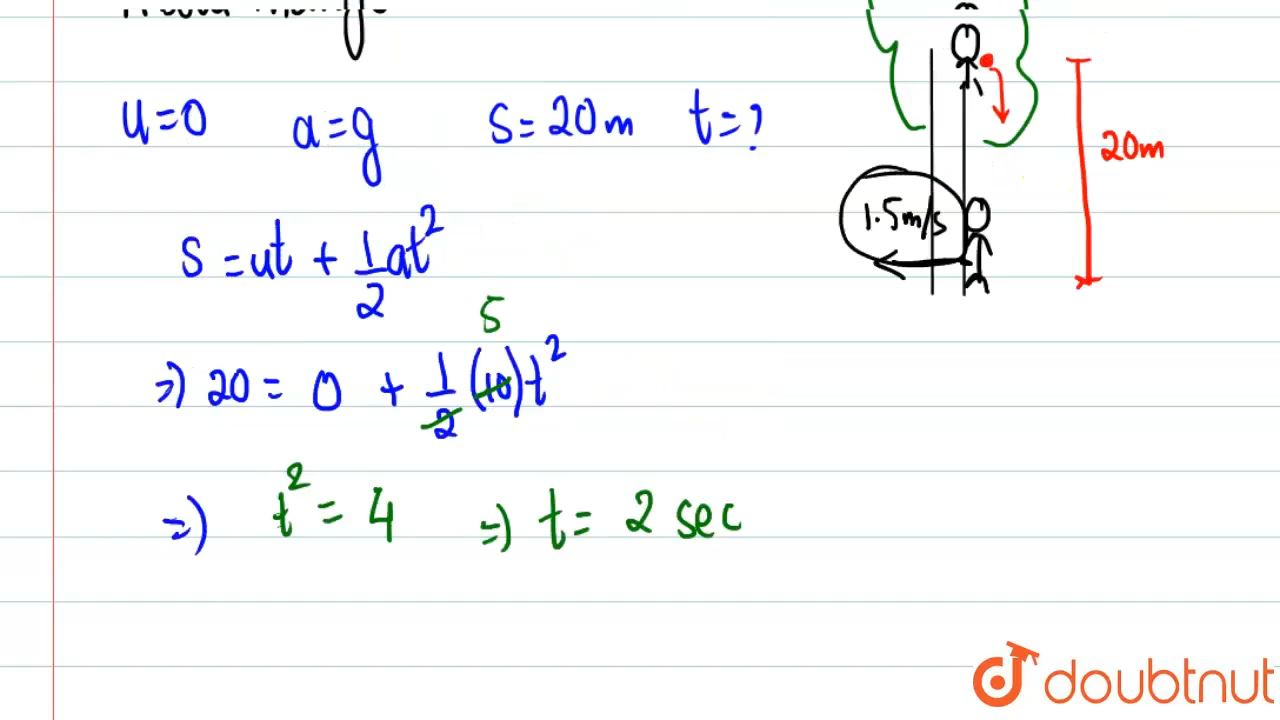 u=0 a=g s=20m t=?
20m
1.5m/s
s=ut + 1/2 at²
5
=) 20= 0 + 1/2 (10)t²
=) t² = 4 =) t= 2 sec
doubtnut